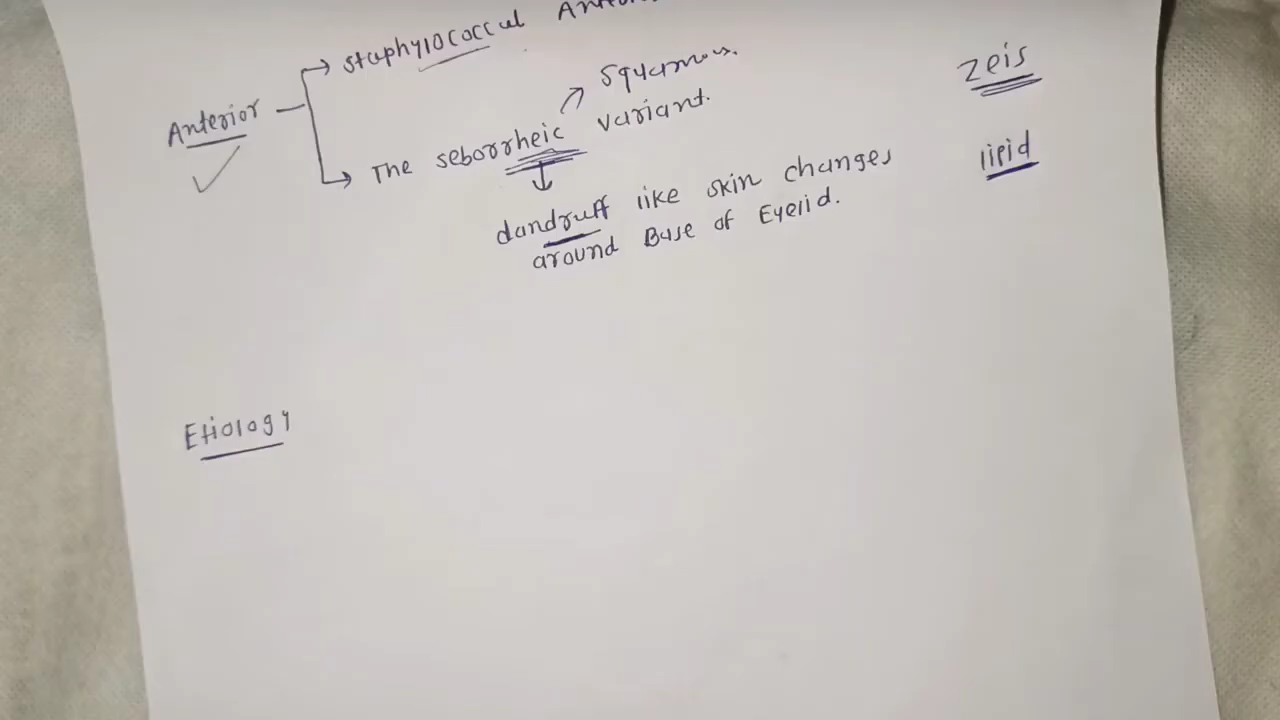 staphylococcal
Squamous.
Zeis
Anterior
The seborrheic variant.
lipid
dandruff like skin changes
around Base of Eyelid.
Etiology